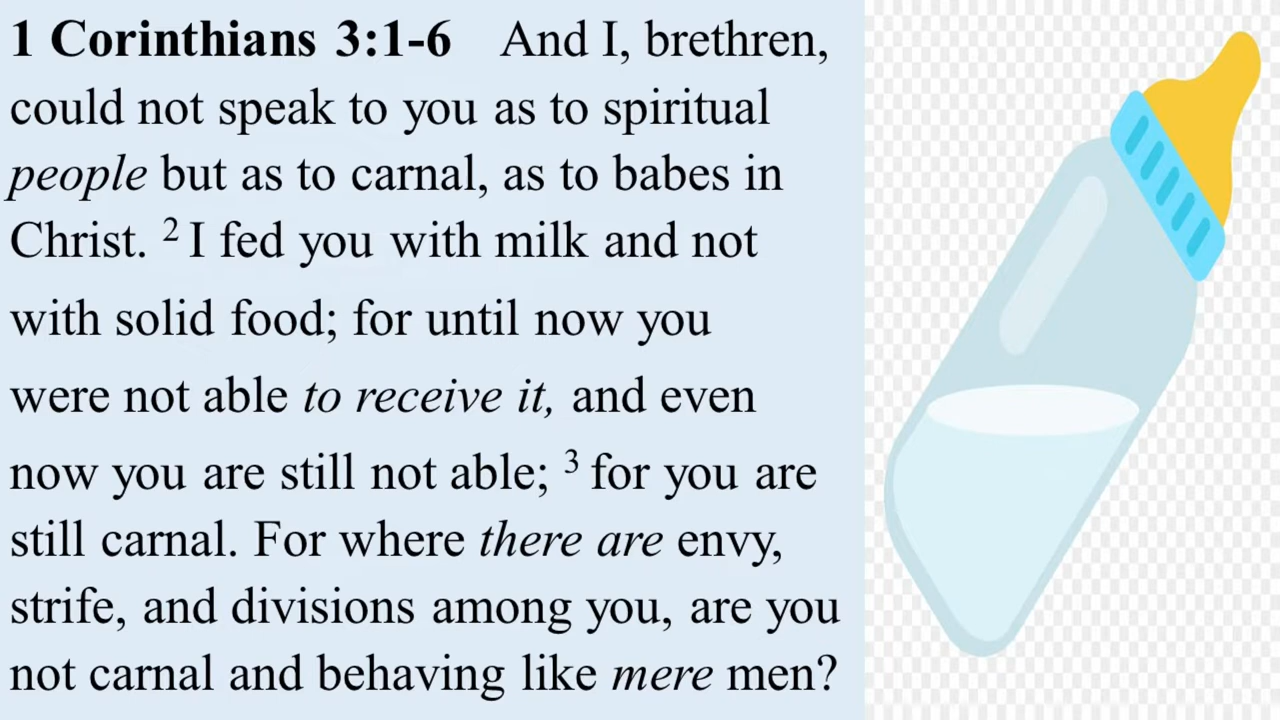 1 Corinthians 3:1-6 And I, brethren,
could not speak to you as to spiritual
people but as to carnal, as to babes in
Christ. 2 I fed you with milk and not
with solid food; for until now you
were not able to receive it, and even
now you are still not able; 3 for you are
still carnal. For where there are envy,
strife, and divisions among you, are you
not carnal and behaving like mere men?